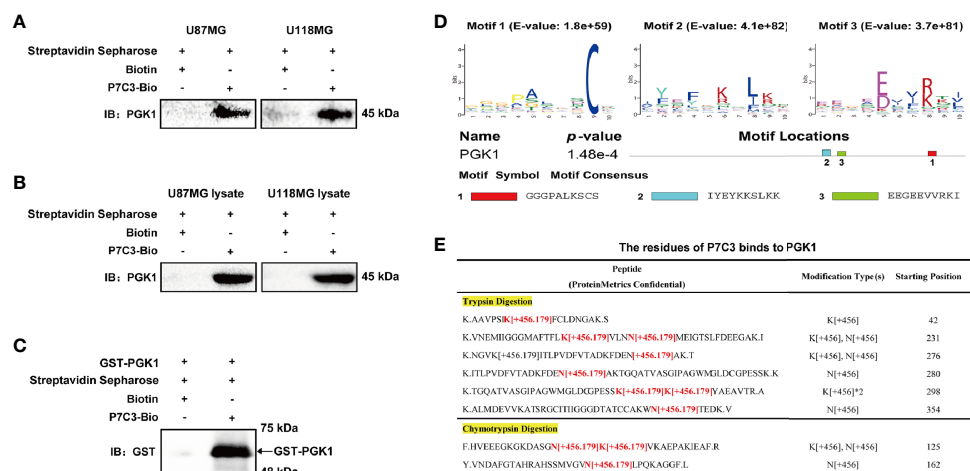 A
U87MG U118MG
Streptavidin Sepharose + + + +
Biotin + - + -
P7C3-Bio - + - +
IB: PGK1 45 kDa
B
U87MG lysate U118MG lysate
Streptavidin Sepharose + + + +
Biotin + - + -
P7C3-Bio - + - +
IB: PGK1 45 kDa
C
GST-PGK1 + +
Streptavidin Sepharose + +
Biotin + -
P7C3-Bio - +
75 kDa
IB: GST GST-PGK1
48 kDa
D
Motif 1 (E-value: 1.8e+59) Motif 2 (E-value: 4.1e+82) Motif 3 (E-value: 3.7e+81)
Name p-value Motif Locations
PGK1 1.48e-4
2 3 1
Motif Symbol Motif Consensus
1 GGGPALKSCS 2 IYEYKKSLKK 3 EEGEEVVRKI
E
The residues of P7C3 binds to PGK1
Peptide (ProteinMetrics Confidential) Modification Type(s) Starting Position
Trypsin Digestion
K.AAVPSIK[+456.179]FCLDNGAK.S K[+456] 42
K.VNEMIIGGGMAFTFLK[+456.179]VLNN[+456.179]MEIGTSLFDEEGAK.I K[+456], N[+456] 231
K.NGVK[+456.179]ITLPVDFVTADKFDEN[+456.179]AK.T K[+456], N[+456] 276
K.ITLPVDFVTADKFDEN[+456.179]AKTGQATVASGIPAGWMGLDCGPESSK.K N[+456] 280
K.TGQATVASGIPAGWMGLDGPESSK[+456.179]K[+456.179]YAEAVTR.A K[+456]*2 298
K.ALMDEVVKATSRGCITIIGGGDTATCCAKWN[+456.179]TEDK.V N[+456] 354
Chymotrypsin Digestion
F.HVEEEGKGKDASGN[+456.179]K[+456.179]VKAEPAKIEAF.R K[+456], N[+456] 125
Y.VNDAFGTAHRAHSSMVGVN[+456.179]LPQKAGGF.L N[+456] 162